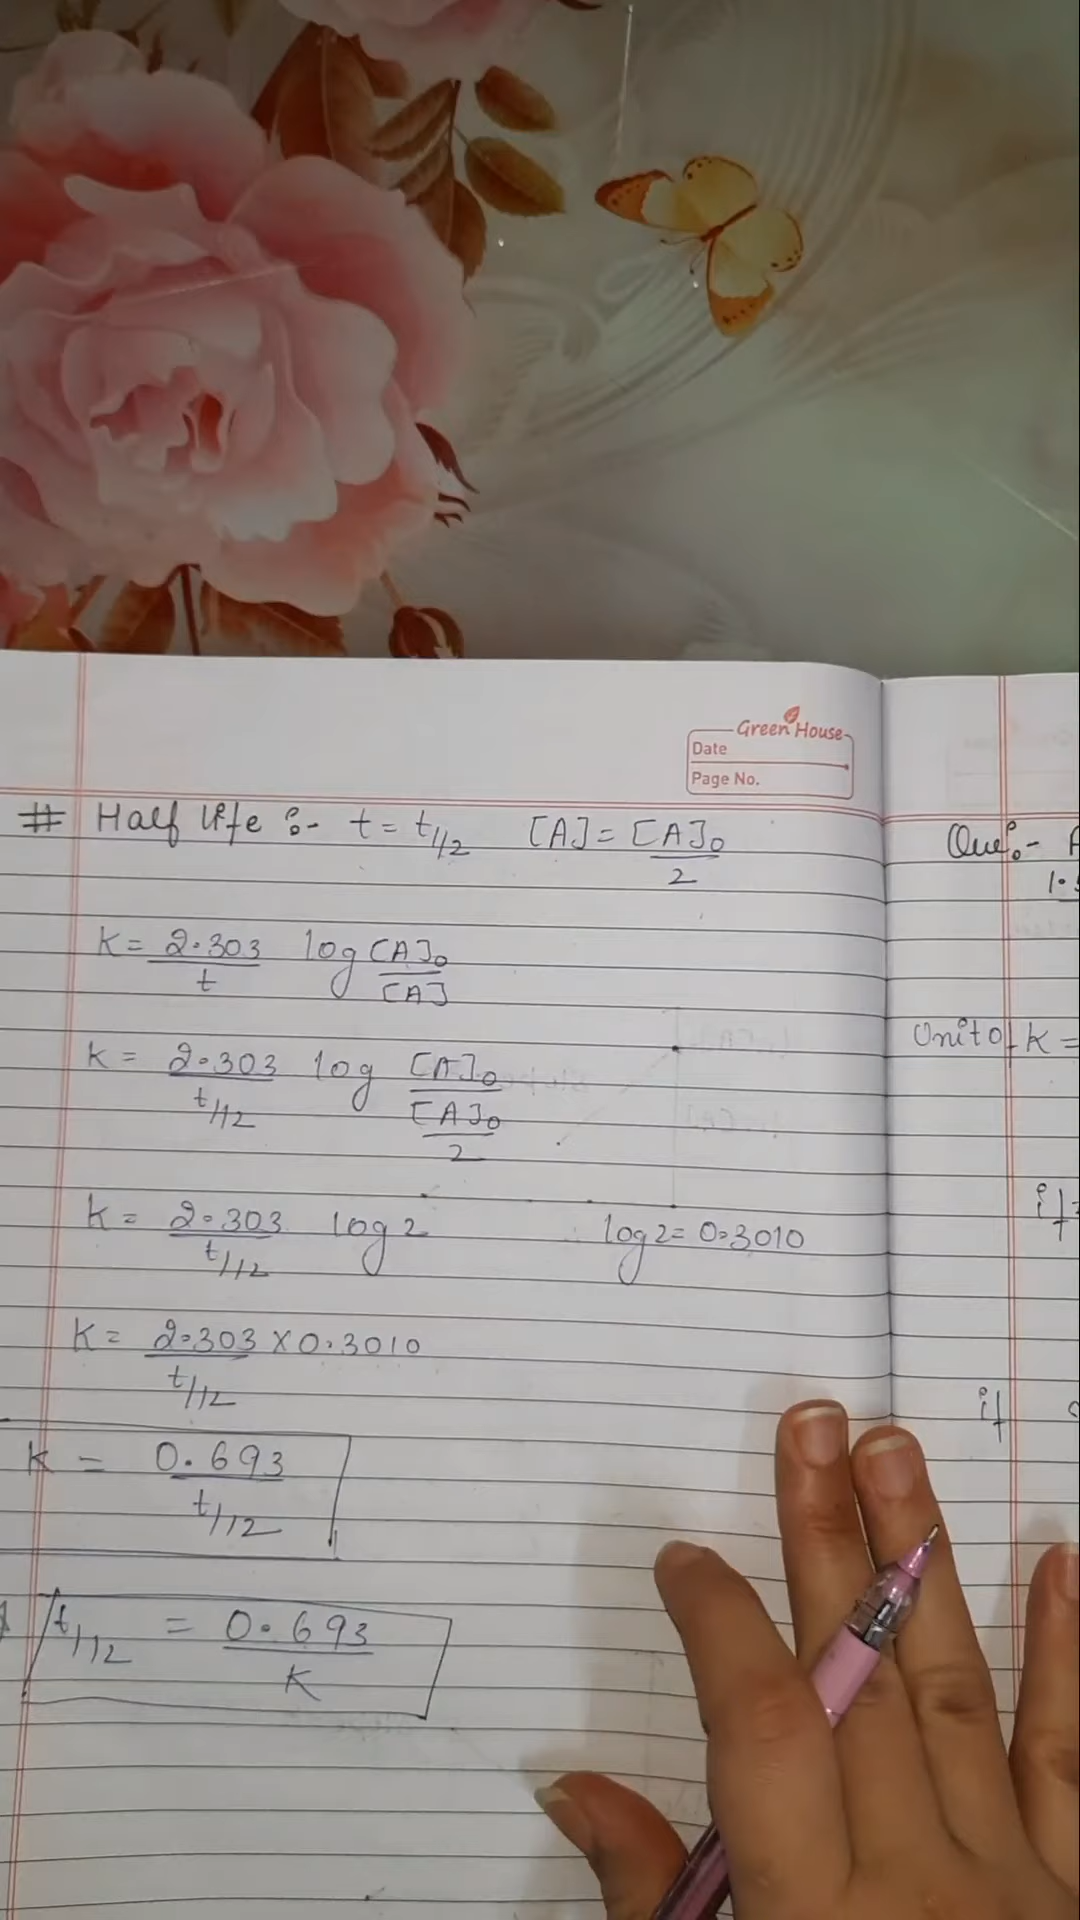 Green House
Date
Page No.
# Half life :- t = t1/2 [A] = [A]0/2
K = 2.303/t log [A]0/[A]
K = 2.303/t1/2 log [A]0/[A]0/2
K = 2.303/t1/2 log 2 log 2 = 0.3010
K = 2.303 X 0.3010/t1/2
K = 0.693/t1/2
t1/2 = 0.693/K
Que:-
Unit of K =
if
if